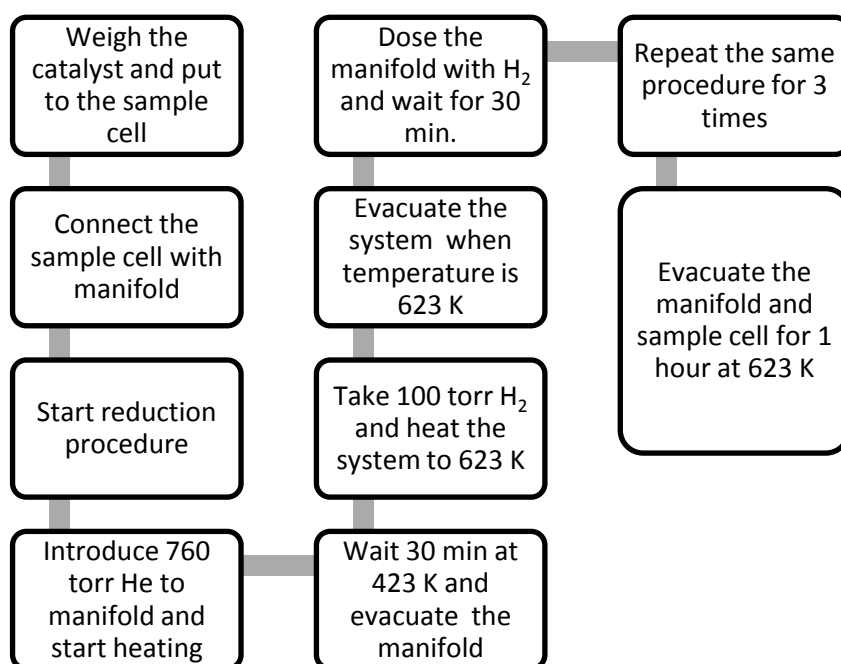 Weigh the
catalyst and put
to the sample
cell
Connect the
sample cell with
manifold
Start reduction
procedure
Introduce 760
torr He to
manifold and
start heating
Wait 30 min at
423 K and
evacuate the
manifold
Take 100 torr H₂
and heat the
system to 623 K
Evacuate the
system when
temperature is
623 K
Dose the
manifold with H₂
and wait for 30
min.
Repeat the same
procedure for 3
times
Evacuate the
manifold and
sample cell for 1
hour at 623 K